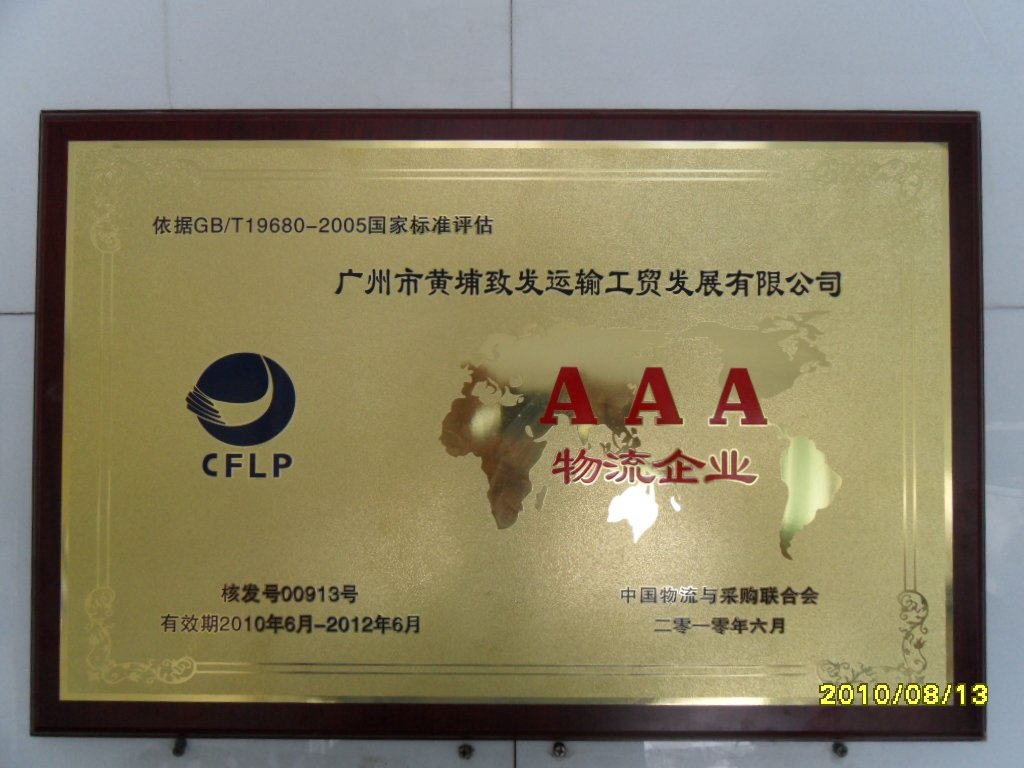 依据GB/T19680-2005国家标准评估
广州市黄埔致发运输工贸发展有限公司
AAA
物流企业
CFLP
核发号00913号
有效期2010年6月-2012年6月
中国物流与采购联合会
二零一零年六月
2010/08/13